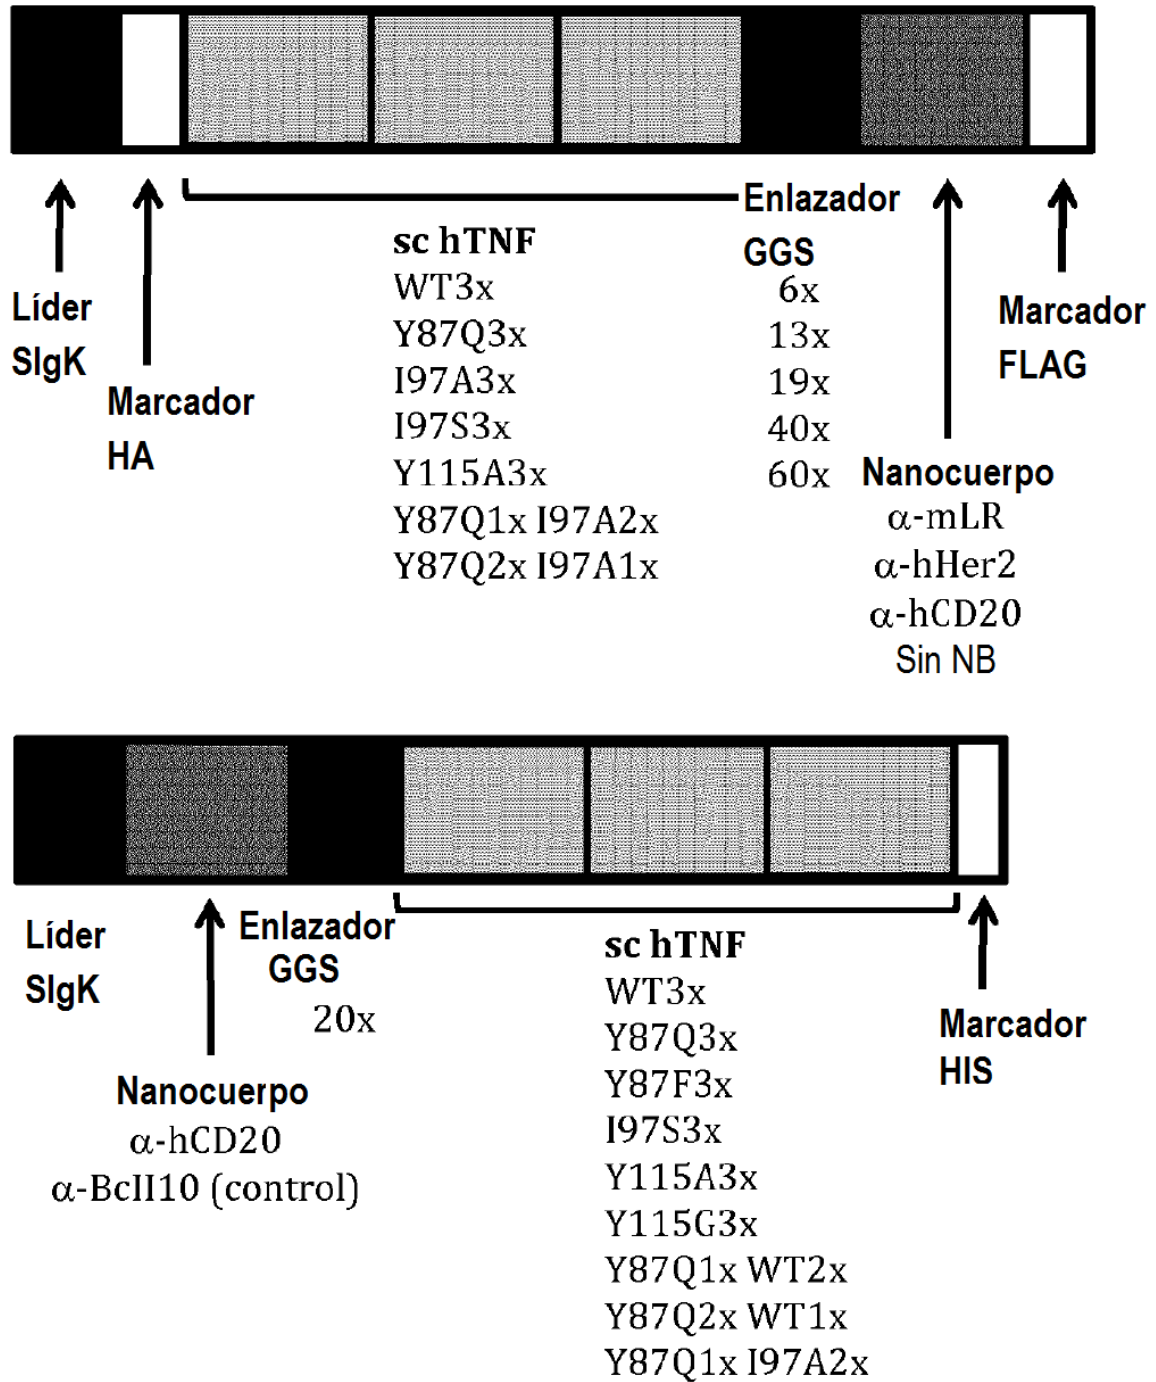 Líder
SIgK
Marcador
HA
sc hTNF
WT3x
Y87Q3x
I97A3x
I97S3x
Y115A3x
Y87Q1x I97A2x
Y87Q2x I97A1x
Enlazador
GGS
6x
13x
19x
40x
60x
Nanocuerpo
α-mLR
α-hHer2
α-hCD20
Sin NB
Marcador
FLAG
Líder
SIgK
Nanocuerpo
α-hCD20
α-BcII10 (control)
Enlazador
GGS
20x
sc hTNF
WT3x
Y87Q3x
Y87F3x
I97S3x
Y115A3x
Y115G3x
Y87Q1x WT2x
Y87Q2x WT1x
Y87Q1x I97A2x
Marcador
HIS